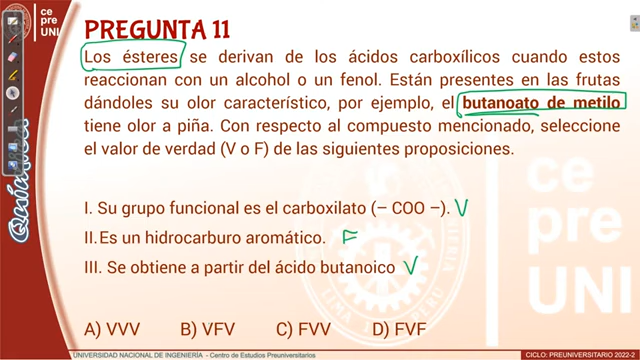 ce
pre
UNI
PREGUNTA 11
Los ésteres se derivan de los ácidos carboxílicos cuando estos
reaccionan con un alcohol o un fenol. Están presentes en las frutas
dándoles su olor característico, por ejemplo, el butanoato de metilo
tiene olor a piña. Con respecto al compuesto mencionado, seleccione
el valor de verdad (V o F) de las siguientes proposiciones.
I. Su grupo funcional es el carboxilato (– COO –). V
II. Es un hidrocarburo aromático. F
III. Se obtiene a partir del ácido butanoico V
A) VVV B) VFV C) FVV D) FVF
Química
ce
pre
UNI
UNIVERSIDAD NACIONAL DE INGENIERÍA - Centro de Estudios Preuniversitarios
CICLO: PREUNIVERSITARIO 2022-2